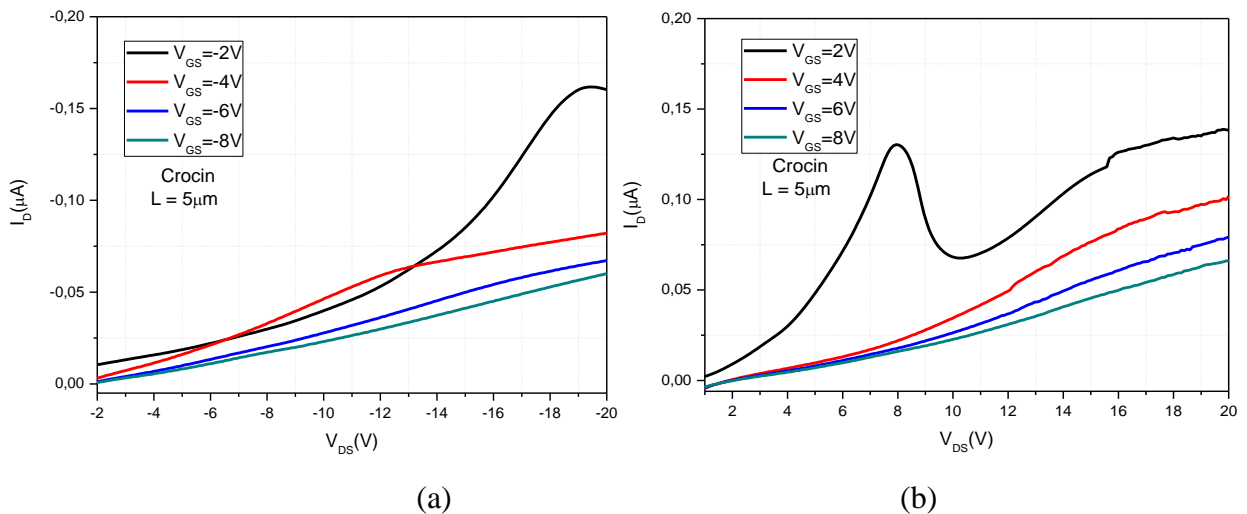 -0,20
-0,15
-0,10
-0,05
0,00
I_D(μA)
V_GS=-2V
V_GS=-4V
V_GS=-6V
V_GS=-8V
Crocin
L = 5μm
-2 -4 -6 -8 -10 -12 -14 -16 -18 -20
V_DS(V)
(a)
0,20
0,15
0,10
0,05
0,00
I_D(μA)
V_GS=2V
V_GS=4V
V_GS=6V
V_GS=8V
Crocin
L = 5μm
2 4 6 8 10 12 14 16 18 20
V_DS(V)
(b)